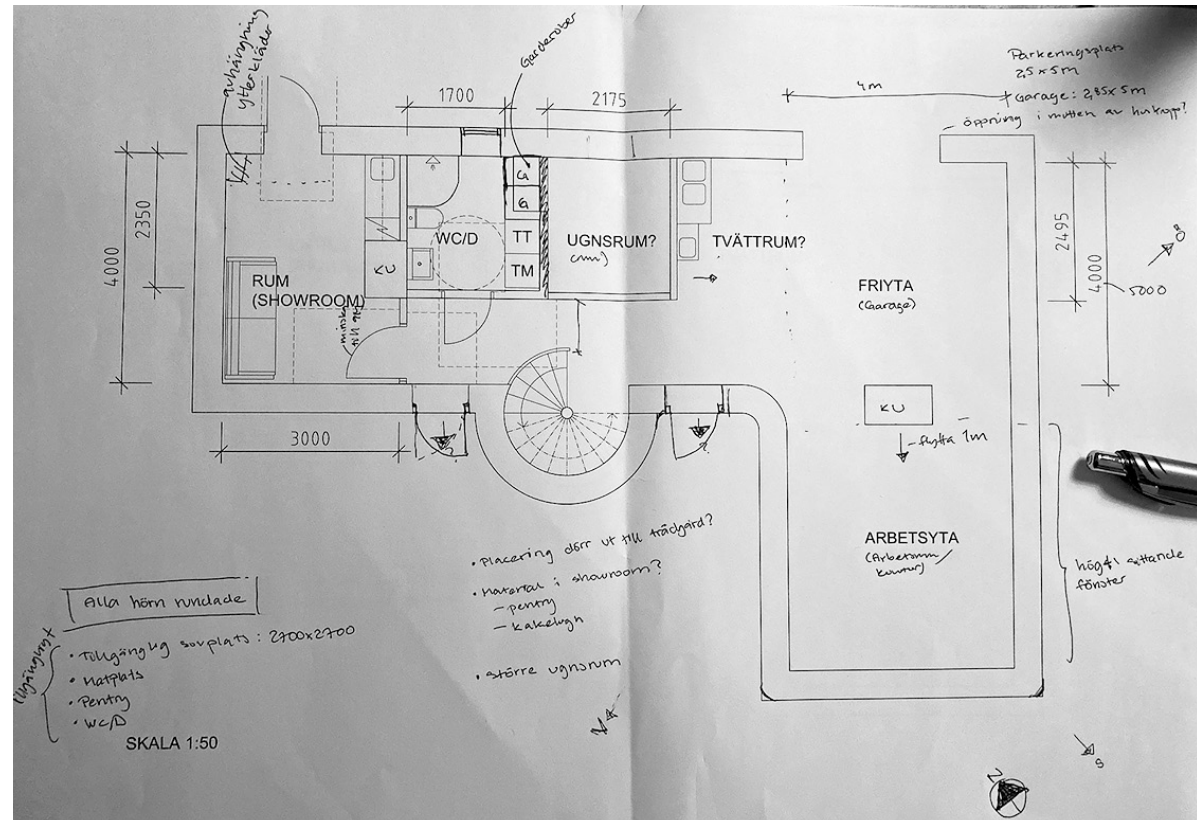 avhängning
ytterkläder
Garderober
Parkeringsplats
2,5 x 5m
Garage: 2,85 x 5m
- öppning i mitten av huskropp?
4m
1700
2175
4000
2350
G
G
WC/D
TT
TM
KU
UGNSRUM?
TVÄTTRUM?
RUM
(SHOWROOM)
minska
FRIYTA
(Garage)
2495
4000
5000
Ö
KU
- flytta 1m
3000
ARBETSYTA
högt sittande
fönster
• Placering dörr ut till trädgård?
• Material i showroom?
- pentry
- kakelugn
• större ugnsrum
Alla hörn rundade
Tillgänglighet
• Tillgänglig sovplats: 2700x2700
• Matplats
• Pentry
• WC/D
SKALA 1:50
V
S
N